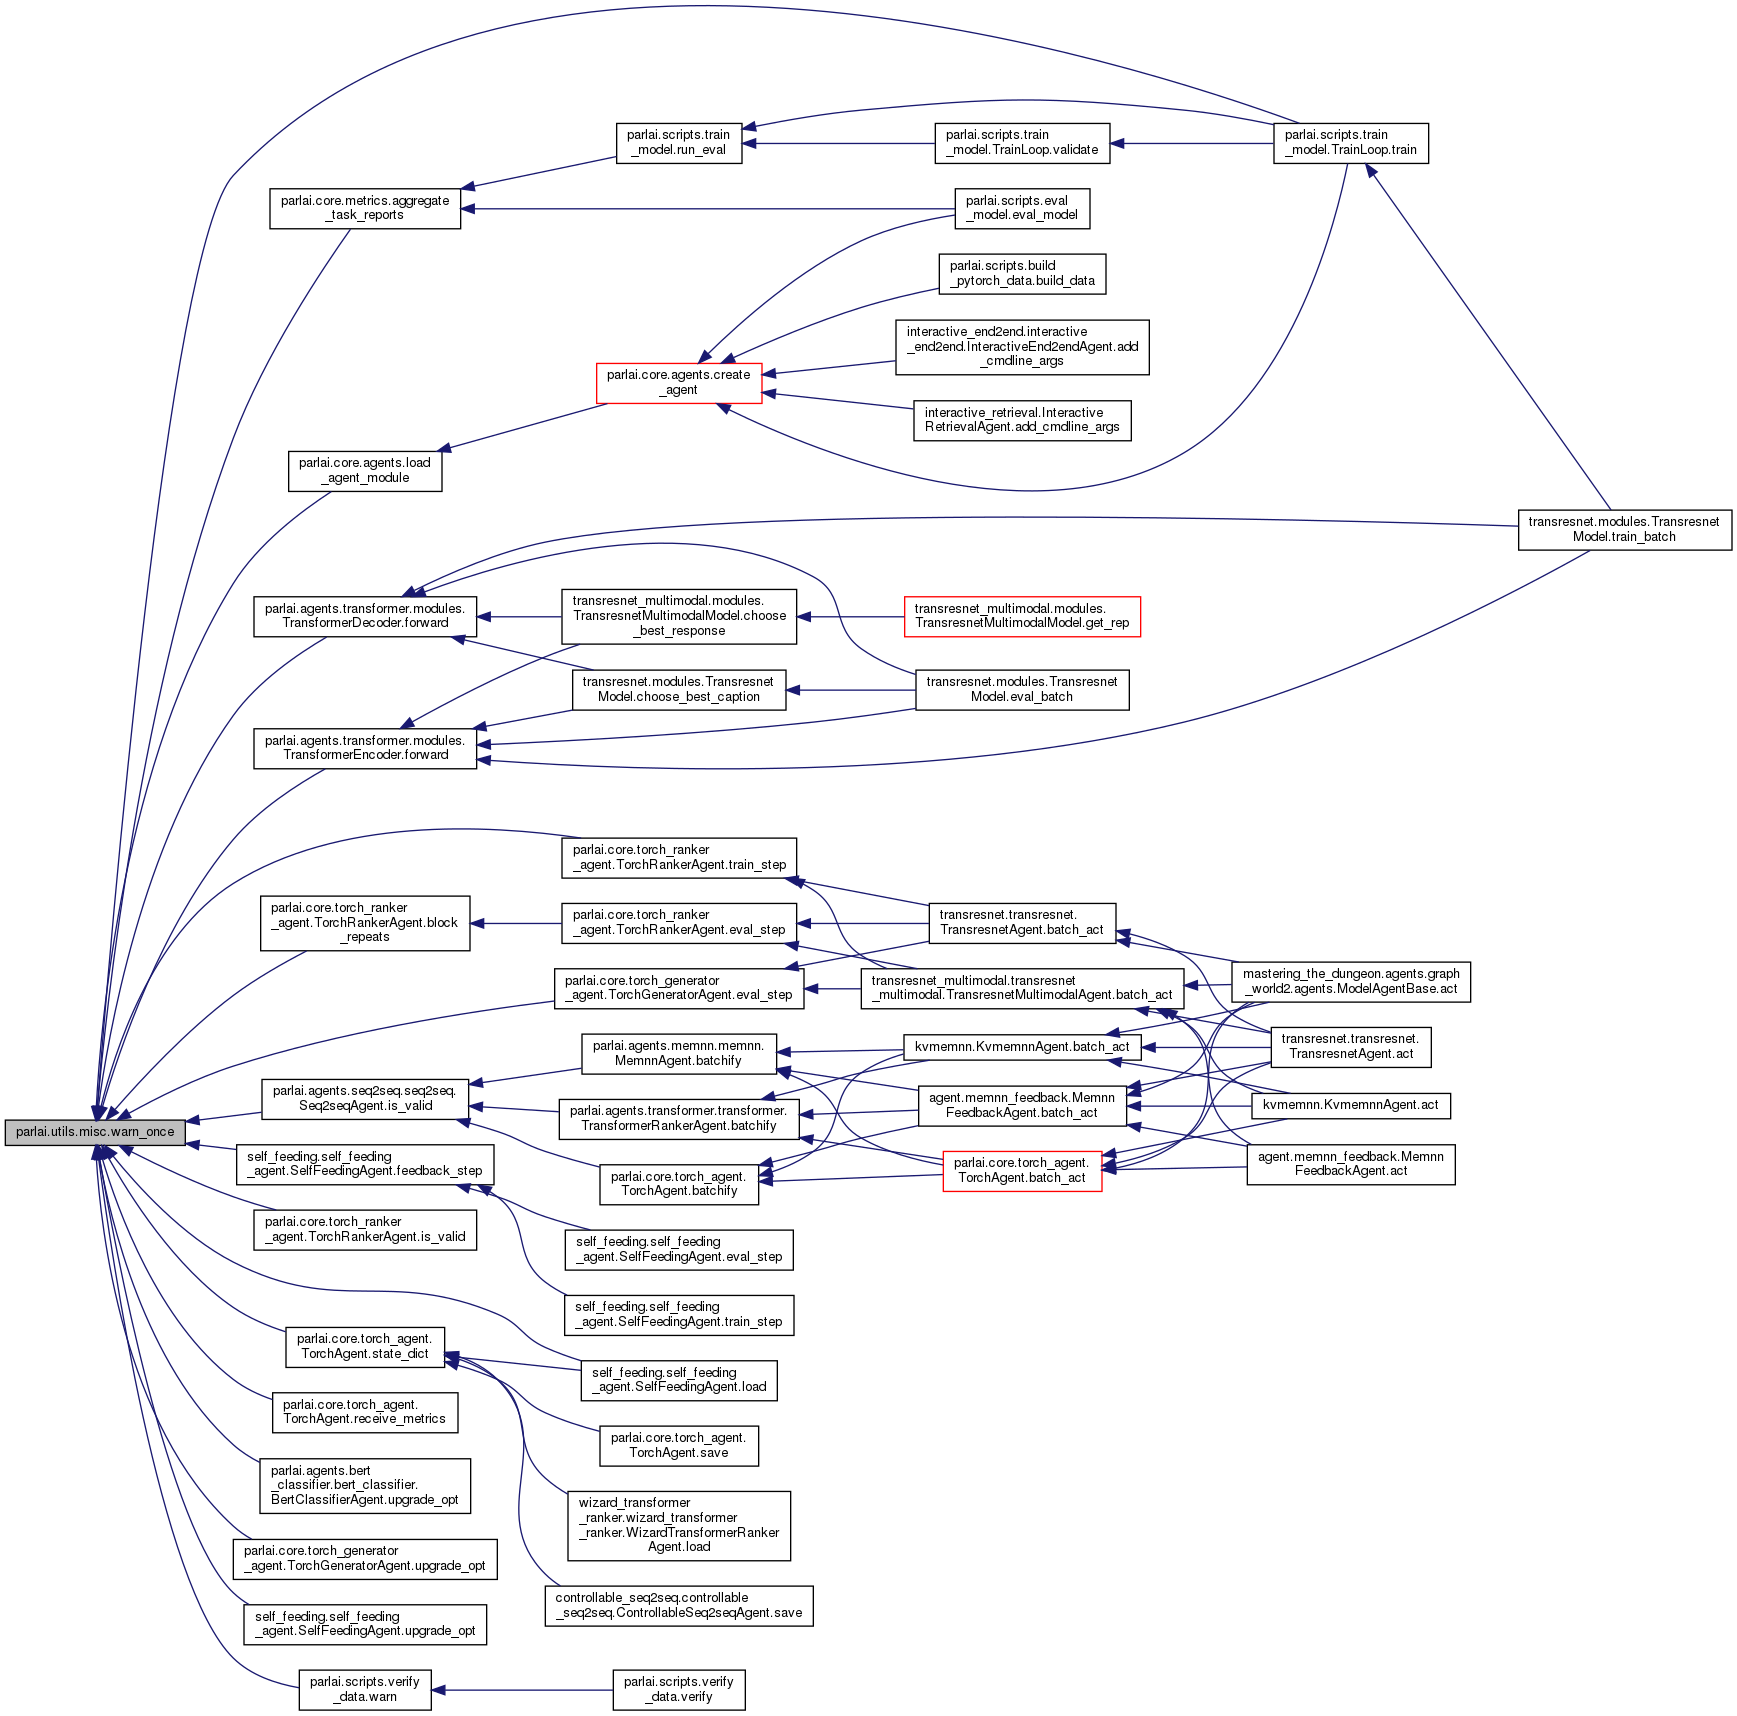 parlai.scripts.train
_model.run_eval
parlai.scripts.train
_model.TrainLoop.validate
parlai.scripts.train
_model.TrainLoop.train
parlai.core.metrics.aggregate
_task_reports
parlai.scripts.eval
_model.eval_model
parlai.scripts.build
_pytorch_data.build_data
interactive_end2end.interactive
_end2end.InteractiveEnd2endAgent.add
_cmdline_args
parlai.core.agents.create
_agent
interactive_retrieval.Interactive
RetrievalAgent.add_cmdline_args
parlai.core.agents.load
_agent_module
transresnet.modules.Transresnet
Model.train_batch
parlai.agents.transformer.modules.
TransformerDecoder.forward
transresnet_multimodal.modules.
TransresnetMultimodalModel.choose
_best_response
transresnet_multimodal.modules.
TransresnetMultimodalModel.get_rep
transresnet.modules.Transresnet
Model.choose_best_caption
transresnet.modules.Transresnet
Model.eval_batch
parlai.agents.transformer.modules.
TransformerEncoder.forward
parlai.core.torch_ranker
_agent.TorchRankerAgent.train_step
parlai.core.torch_ranker
_agent.TorchRankerAgent.block
_repeats
parlai.core.torch_ranker
_agent.TorchRankerAgent.eval_step
transresnet.transresnet.
TransresnetAgent.batch_act
parlai.core.torch_generator
_agent.TorchGeneratorAgent.eval_step
transresnet_multimodal.transresnet
_multimodal.TransresnetMultimodalAgent.batch_act
mastering_the_dungeon.agents.graph
_world2.agents.ModelAgentBase.act
parlai.agents.memnn.memnn.
MemnnAgent.batchify
kvmemnn.KvmemnnAgent.batch_act
transresnet.transresnet.
TransresnetAgent.act
parlai.agents.seq2seq.seq2seq.
Seq2seqAgent.is_valid
parlai.agents.transformer.transformer.
TransformerRankerAgent.batchify
agent.memnn_feedback.Memnn
FeedbackAgent.batch_act
kvmemnn.KvmemnnAgent.act
parlai.utils.misc.warn_once
self_feeding.self_feeding
_agent.SelfFeedingAgent.feedback_step
parlai.core.torch_agent.
TorchAgent.batchify
parlai.core.torch_agent.
TorchAgent.batch_act
agent.memnn_feedback.Memnn
FeedbackAgent.act
parlai.core.torch_ranker
_agent.TorchRankerAgent.is_valid
self_feeding.self_feeding
_agent.SelfFeedingAgent.eval_step
self_feeding.self_feeding
_agent.SelfFeedingAgent.train_step
parlai.core.torch_agent.
TorchAgent.state_dict
self_feeding.self_feeding
_agent.SelfFeedingAgent.load
parlai.core.torch_agent.
TorchAgent.receive_metrics
parlai.core.torch_agent.
TorchAgent.save
parlai.agents.bert
_classifier.bert_classifier.
BertClassifierAgent.upgrade_opt
wizard_transformer
_ranker.wizard_transformer
_ranker.WizardTransformerRanker
Agent.load
parlai.core.torch_generator
_agent.TorchGeneratorAgent.upgrade_opt
controllable_seq2seq.controllable
_seq2seq.ControllableSeq2seqAgent.save
self_feeding.self_feeding
_agent.SelfFeedingAgent.upgrade_opt
parlai.scripts.verify
_data.warn
parlai.scripts.verify
_data.verify